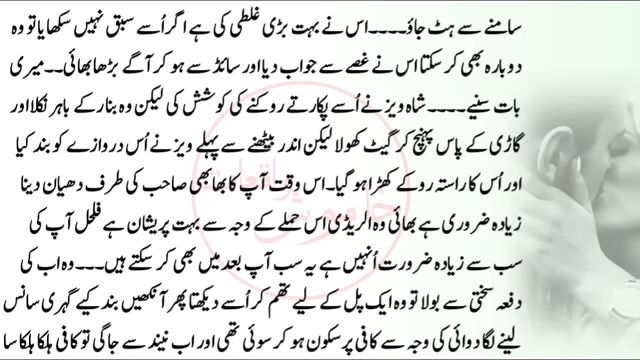 سامنے سے ہٹ جاؤ۔۔۔۔اس نے بہت بڑی غلطی کی ہے اگر اُسے سبق نہیں سکھایا تو وہ
دوبارہ بھی کر سکتا اس نے غصے سے جواب دیا اور سائڈ سے ہو کر آگے بڑھا بھائی۔۔میری
بات سنیے۔۔۔۔شاہ ویز نے اُسے پکارتے روکنے کی کوشش کی لیکن وہ بنا رکے باہر نکلا اور
گاڑی کے پاس پہنچ کر گیٹ کھولا لیکن اندر بیٹھنے سے پہلے ویز نے اُس دروازے کو بند کیا
اور اُس کا راستہ روکے کھڑا ہو گیا۔اس وقت آپ کا بھابھی صاحب کی طرف دھیان دینا
زیادہ ضروری ہے بھائی وہ الریڈی اس حملے کے وجہ سے بہت پریشان ہے فلحل آپ کی
سب سے زیادہ ضرورت اُنہیں ہے یہ سب آپ بعد میں بھی کر سکتے ہیں۔۔۔وہ اب کی
دفعہ سختی سے بولا تو وہ ایک پل کے لیے تھم کر اُسے دیکھتا پھر آنکھیں بند کیے گہری سانس
لینے لگا دوائی کی وجہ سے کافی پر سکون ہو کر سوئی تھی اور اب نیند سے جاگی تو کافی ہلکا ہلکا سا